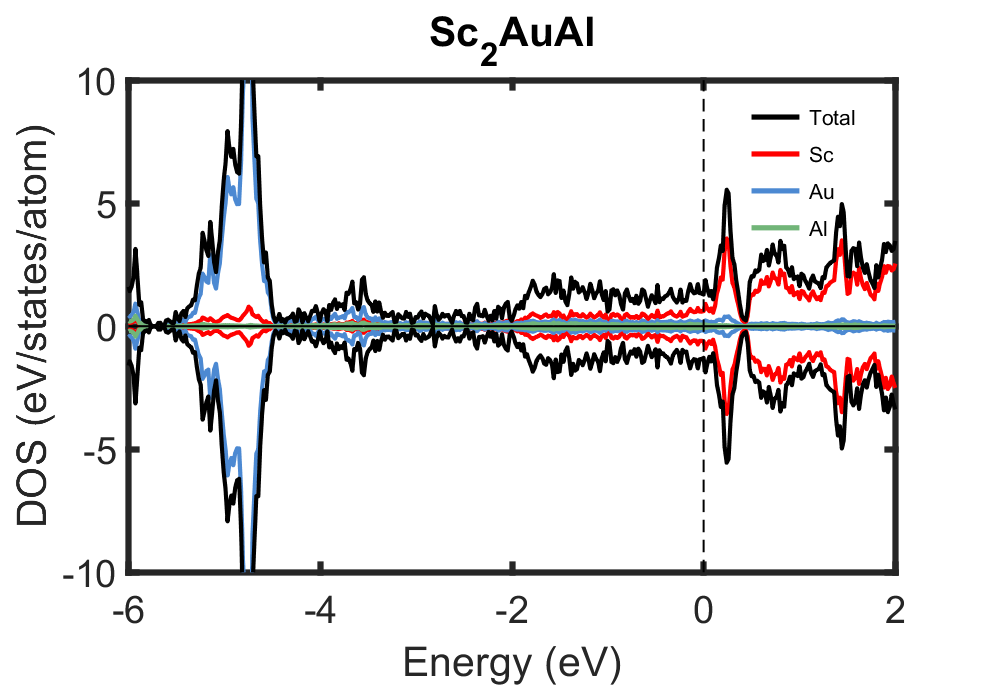 Sc2AuAl
10
5
0
-5
-10
DOS (eV/states/atom)
Total
Sc
Au
Al
-6 -4 -2 0 2
Energy (eV)